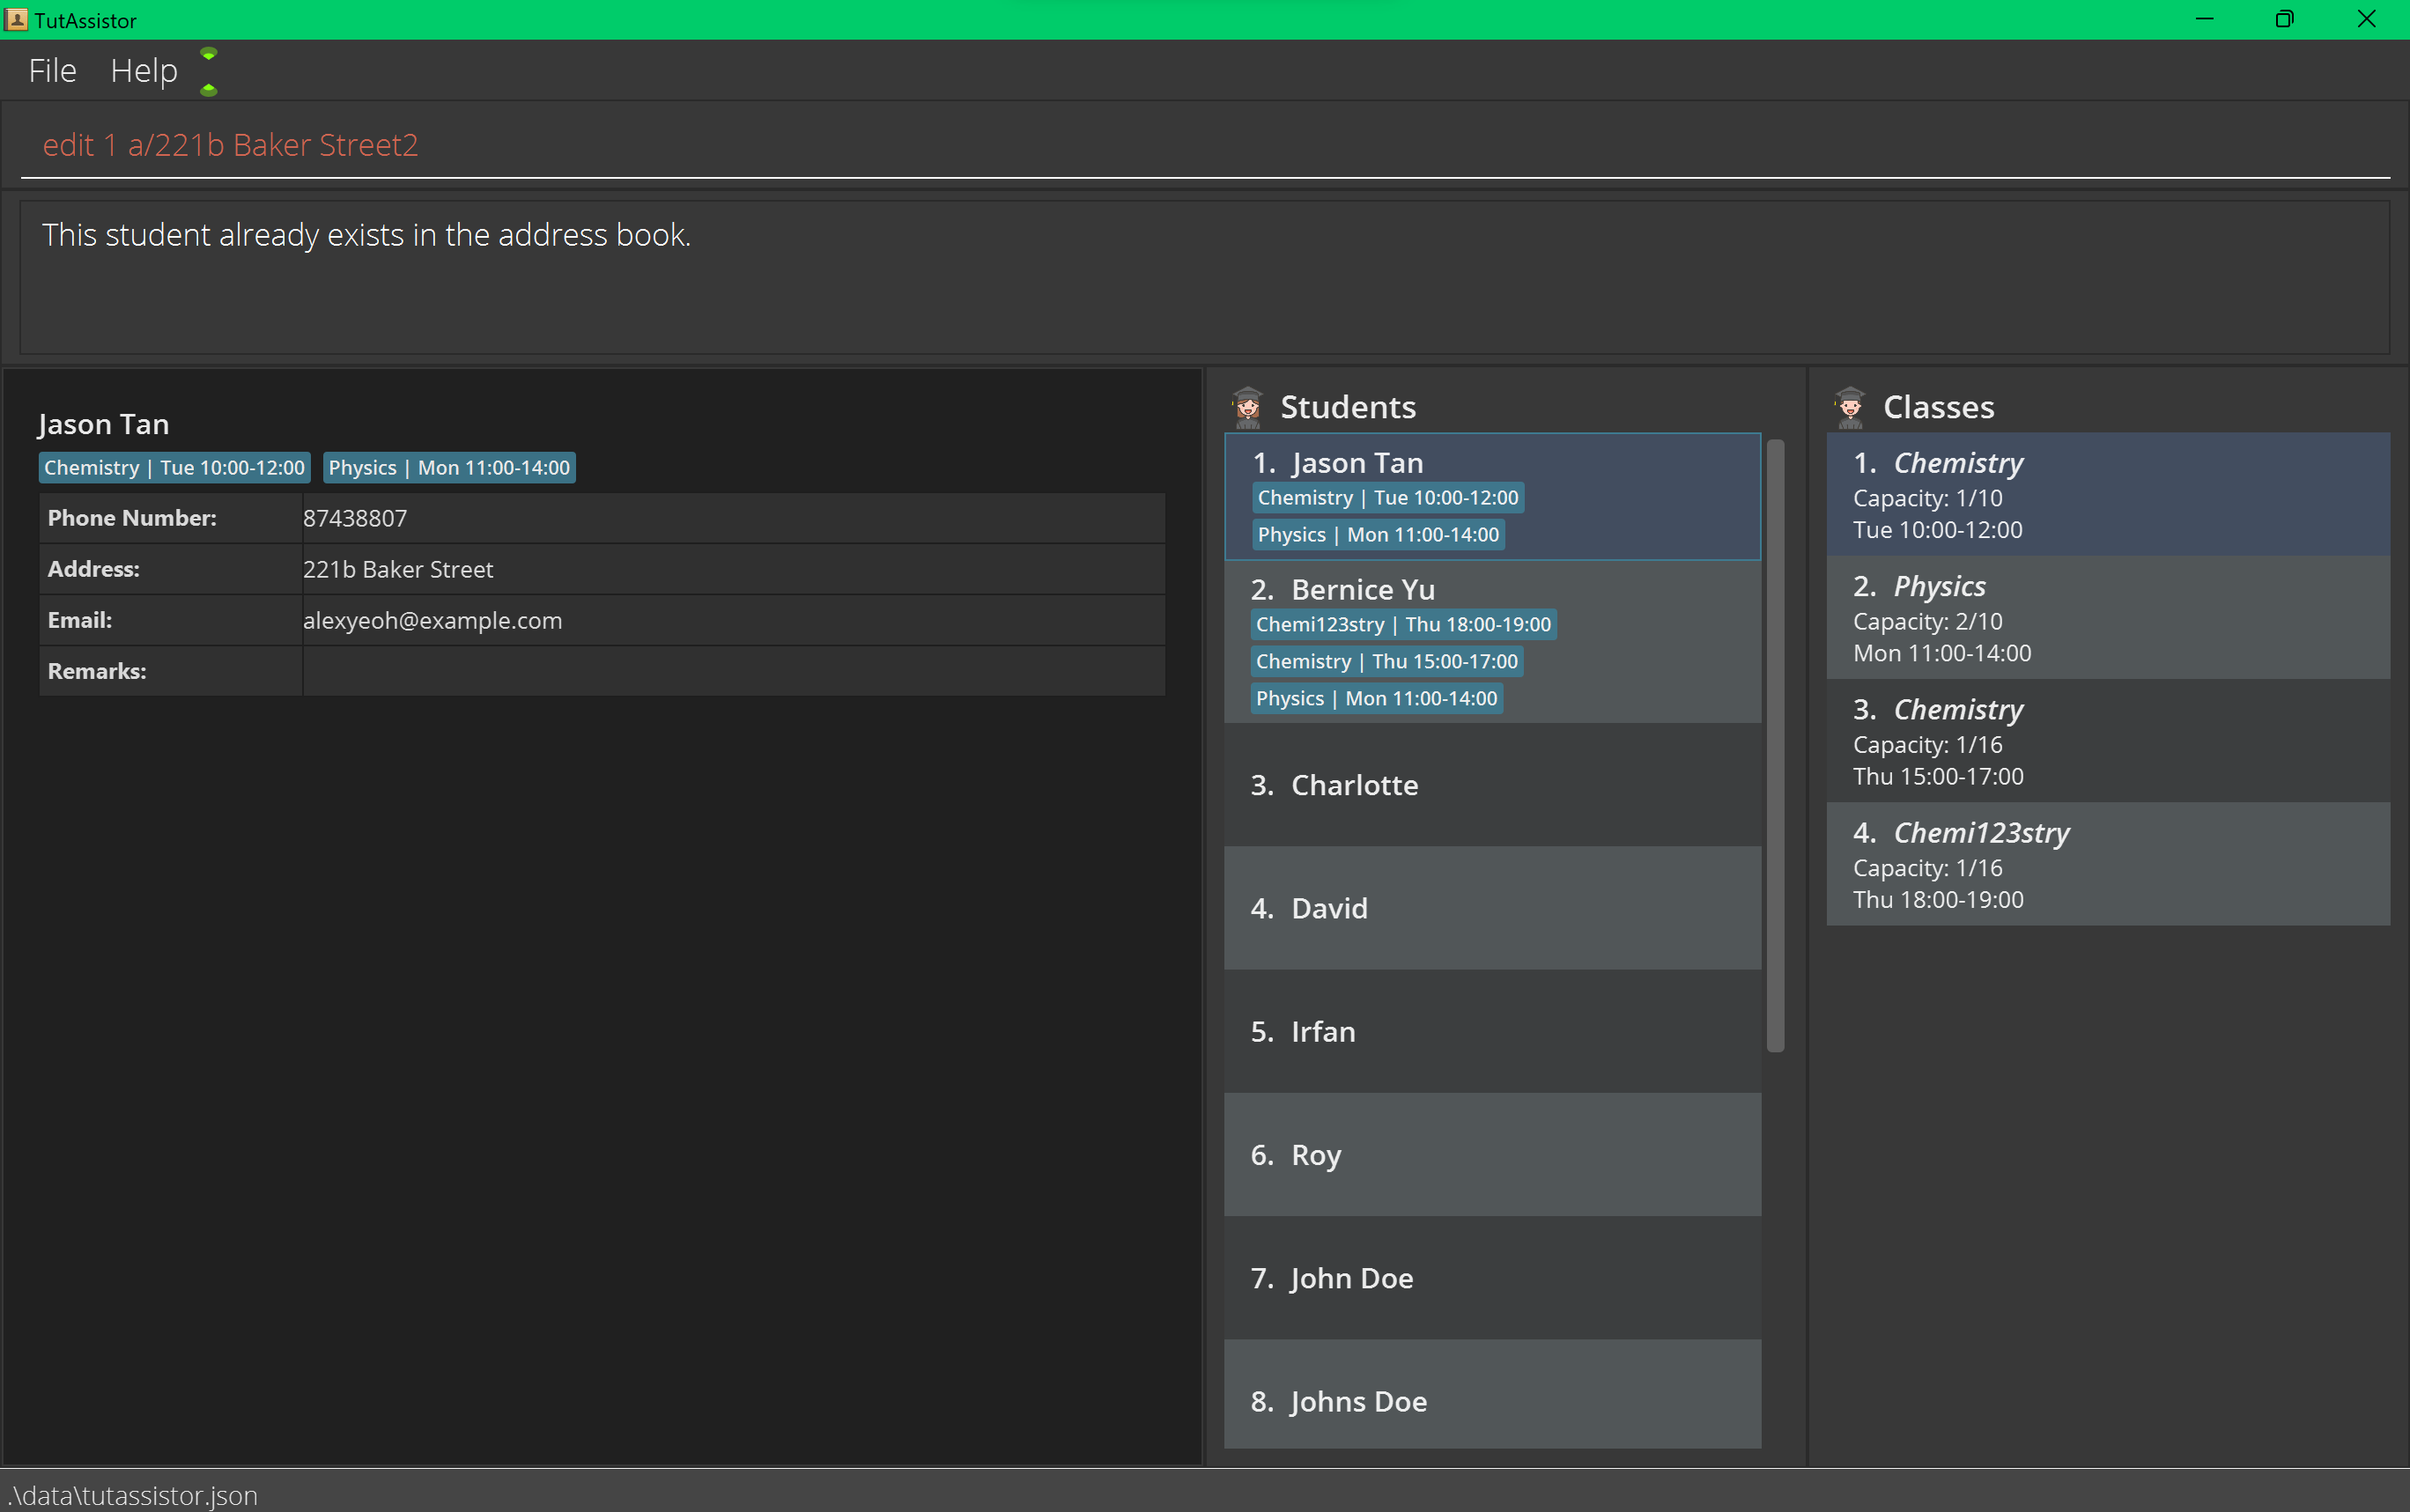 TutAssistor
File Help
edit 1 a/221b Baker Street2
This student already exists in the address book.
Jason Tan
Chemistry | Tue 10:00-12:00 Physics | Mon 11:00-14:00
Phone Number: 87438807
Address: 221b Baker Street
Email: alexyeoh@example.com
Remarks:
Students
1. Jason Tan
Chemistry | Tue 10:00-12:00
Physics | Mon 11:00-14:00
2. Bernice Yu
Chemi123stry | Thu 18:00-19:00
Chemistry | Thu 15:00-17:00
Physics | Mon 11:00-14:00
3. Charlotte
4. David
5. Irfan
6. Roy
7. John Doe
8. Johns Doe
Classes
1. Chemistry
Capacity: 1/10
Tue 10:00-12:00
2. Physics
Capacity: 2/10
Mon 11:00-14:00
3. Chemistry
Capacity: 1/16
Thu 15:00-17:00
4. Chemi123stry
Capacity: 1/16
Thu 18:00-19:00
.\data\tutassistor.json